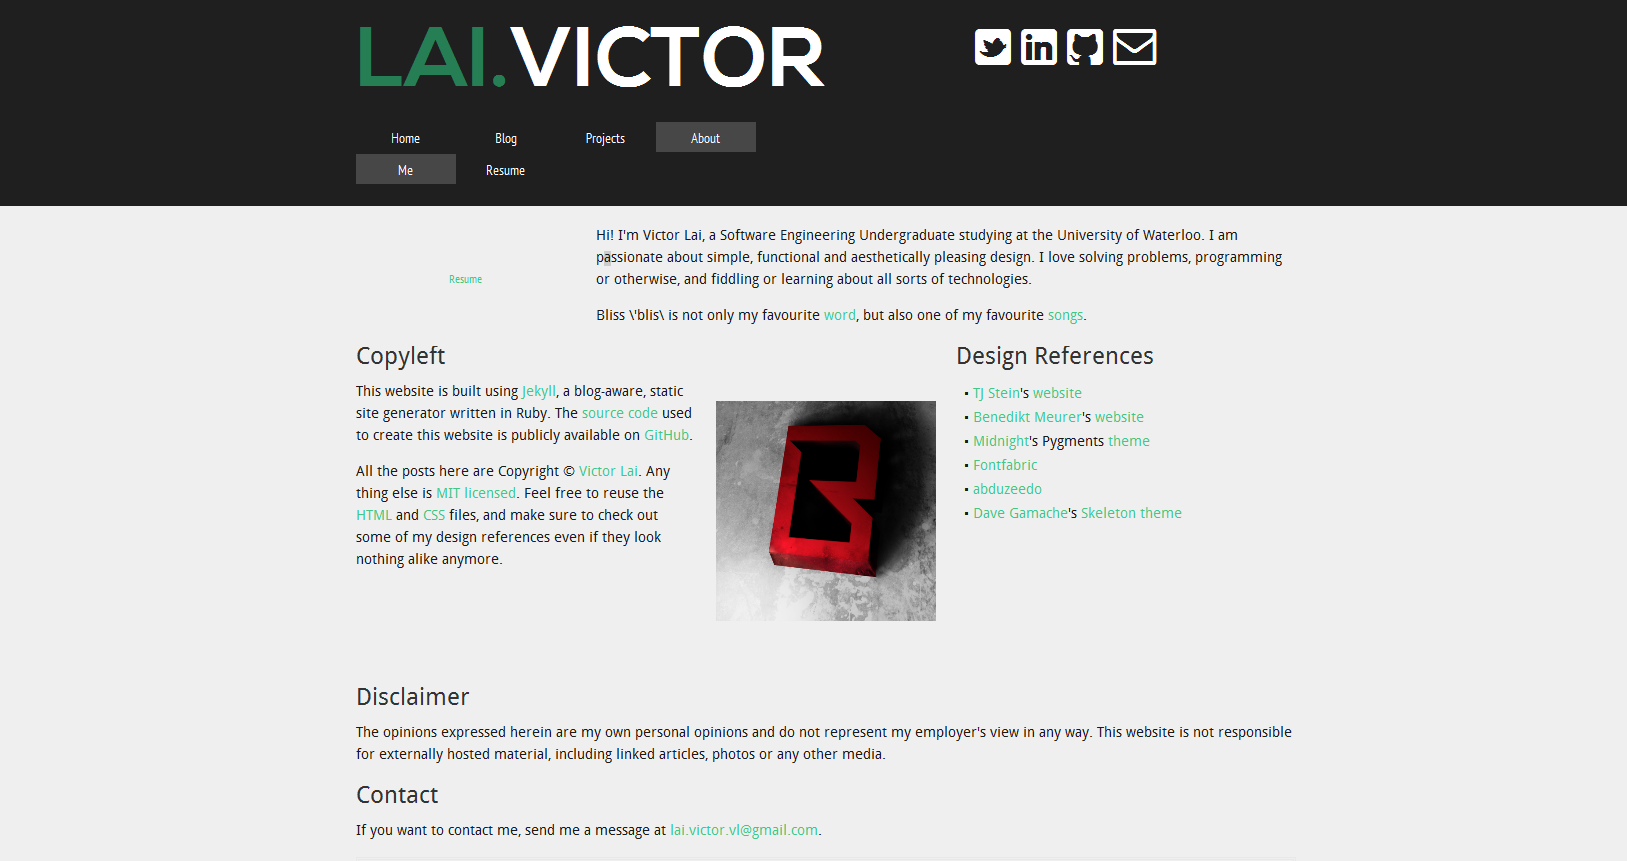 LAI.VICTOR
Home Blog Projects About
Me Resume
Resume
Hi! I'm Victor Lai, a Software Engineering Undergraduate studying at the University of Waterloo. I am
passionate about simple, functional and aesthetically pleasing design. I love solving problems, programming
or otherwise, and fiddling or learning about all sorts of technologies.
Bliss \'blis\ is not only my favourite word, but also one of my favourite songs.
Copyleft
This website is built using Jekyll, a blog-aware, static
site generator written in Ruby. The source code used
to create this website is publicly available on GitHub.
All the posts here are Copyright © Victor Lai. Any
thing else is MIT licensed. Feel free to reuse the
HTML and CSS files, and make sure to check out
some of my design references even if they look
nothing alike anymore.
B
Design References
▪ TJ Stein's website
▪ Benedikt Meurer's website
▪ Midnight's Pygments theme
▪ Fontfabric
▪ abduzeedo
▪ Dave Gamache's Skeleton theme
Disclaimer
The opinions expressed herein are my own personal opinions and do not represent my employer's view in any way. This website is not responsible
for externally hosted material, including linked articles, photos or any other media.
Contact
If you want to contact me, send me a message at lai.victor.vl@gmail.com.